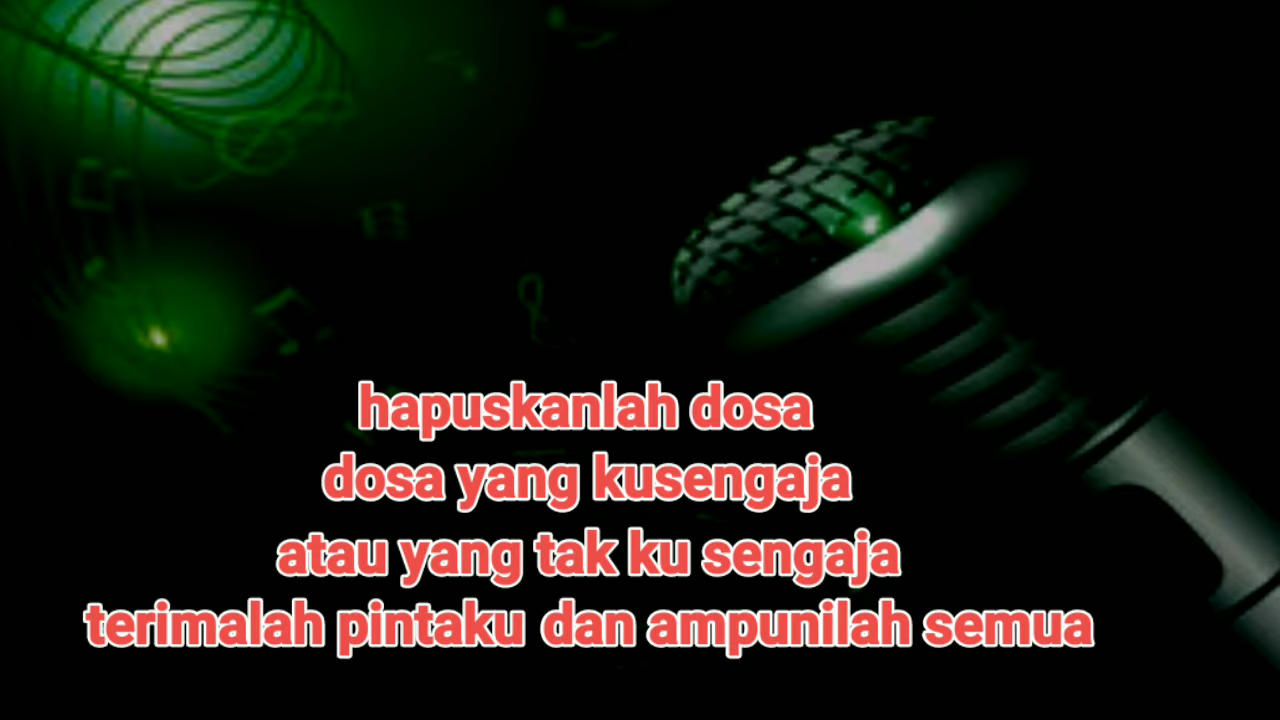 hapuskanlah dosa
dosa yang kusengaja
atau yang tak ku sengaja
terimalah pintaku dan ampunilah semua